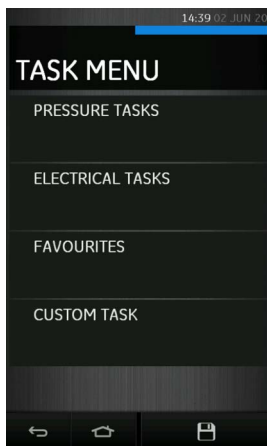 14:39 02 JUN 20
TASK MENU
PRESSURE TASKS
ELECTRICAL TASKS
FAVOURITES
CUSTOM TASK